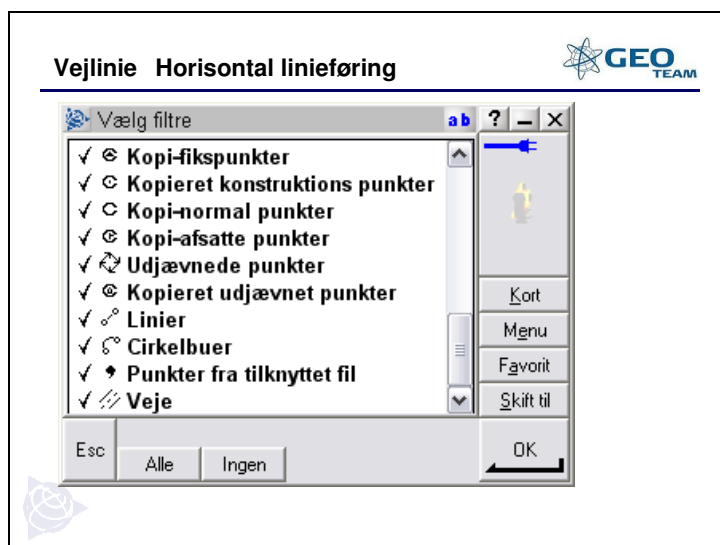 Vejlinie Horisontal linieføring
GEO
TEAM
Vælg filtre
ab
?
Kopi-fikspunkter
Kopieret konstruktions punkter
Kopi-normal punkter
Kopi-afsatte punkter
Udjævnede punkter
Kopieret udjævnet punkter
Linier
Cirkelbuer
Punkter fra tilknyttet fil
Veje
Kort
Menu
Favorit
Skift til
Esc
Alle
Ingen
OK